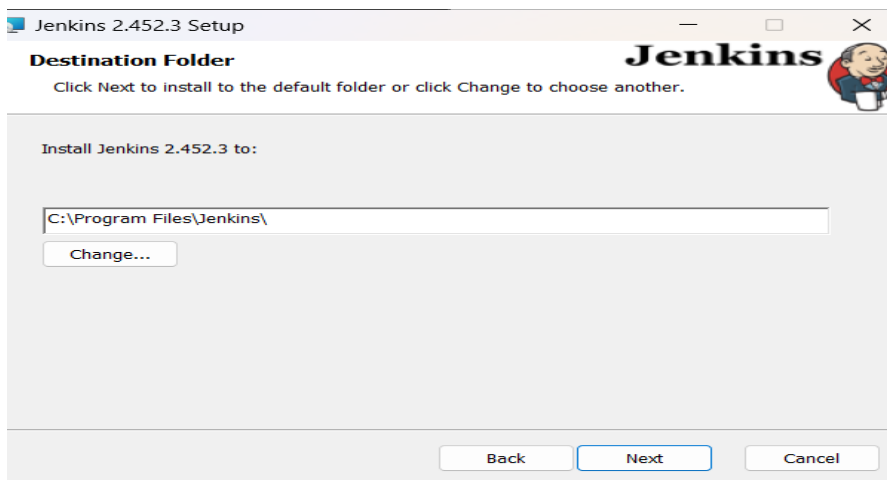 Jenkins 2.452.3 Setup
Destination Folder
Jenkins
Click Next to install to the default folder or click Change to choose another.
Install Jenkins 2.452.3 to:
C:\Program Files\Jenkins\
Change...
Back Next Cancel